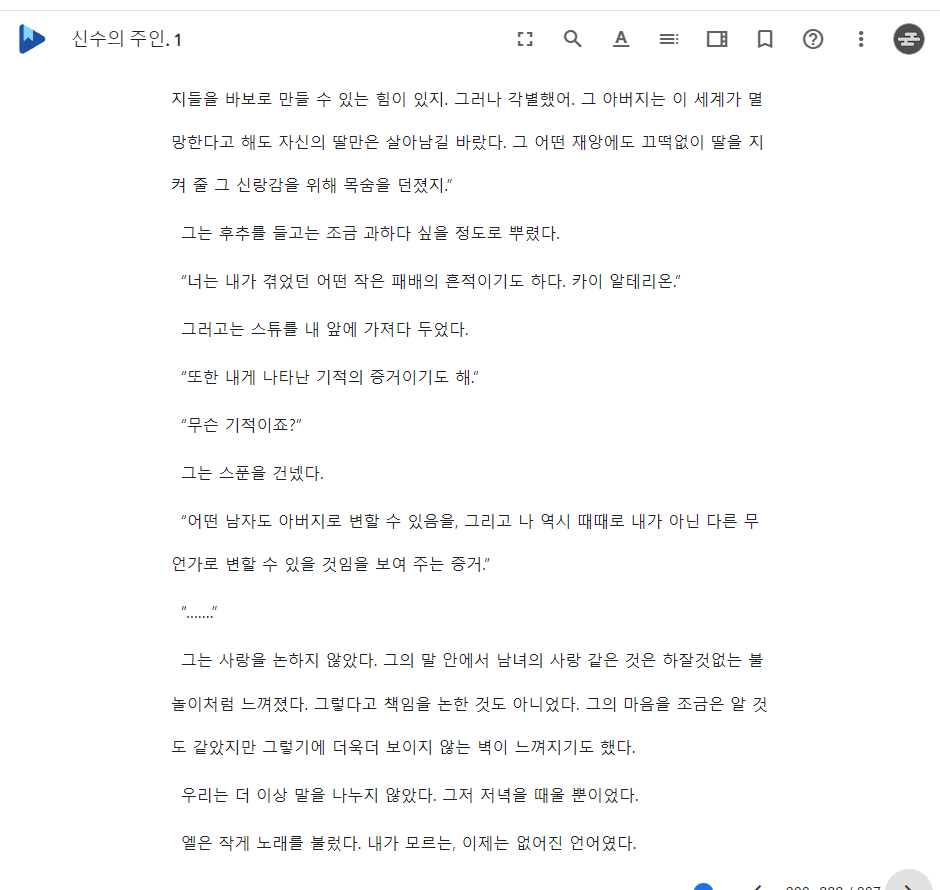 신수의 주인. 1
지들을 바보로 만들 수 있는 힘이 있지. 그러나 각별했어. 그 아버지는 이 세계가 멸
망한다고 해도 자신의 딸만은 살아남길 바랐다. 그 어떤 재앙에도 끄떡없이 딸을 지
켜 줄 그 신랑감을 위해 목숨을 던졌지.”
그는 후추를 들고는 조금 과하다 싶을 정도로 뿌렸다.
“너는 내가 겪었던 어떤 작은 패배의 흔적이기도 하다. 카이 알테리온.”
그러고는 스튜를 내 앞에 가져다 두었다.
“또한 내게 나타난 기적의 증거이기도 해.”
“무슨 기적이죠?”
그는 스푼을 건넸다.
“어떤 남자도 아버지로 변할 수 있음을, 그리고 나 역시 때때로 내가 아닌 다른 무
언가로 변할 수 있을 것임을 보여 주는 증거.”
“…….”
그는 사랑을 논하지 않았다. 그의 말 안에서 남녀의 사랑 같은 것은 하잘것없는 불
놀이처럼 느껴졌다. 그렇다고 책임을 논한 것도 아니었다. 그의 마음을 조금은 알 것
도 같았지만 그렇기에 더욱더 보이지 않는 벽이 느껴지기도 했다.
우리는 더 이상 말을 나누지 않았다. 그저 저녁을 때울 뿐이었다.
엘은 작게 노래를 불렀다. 내가 모르는, 이제는 없어진 언어였다.